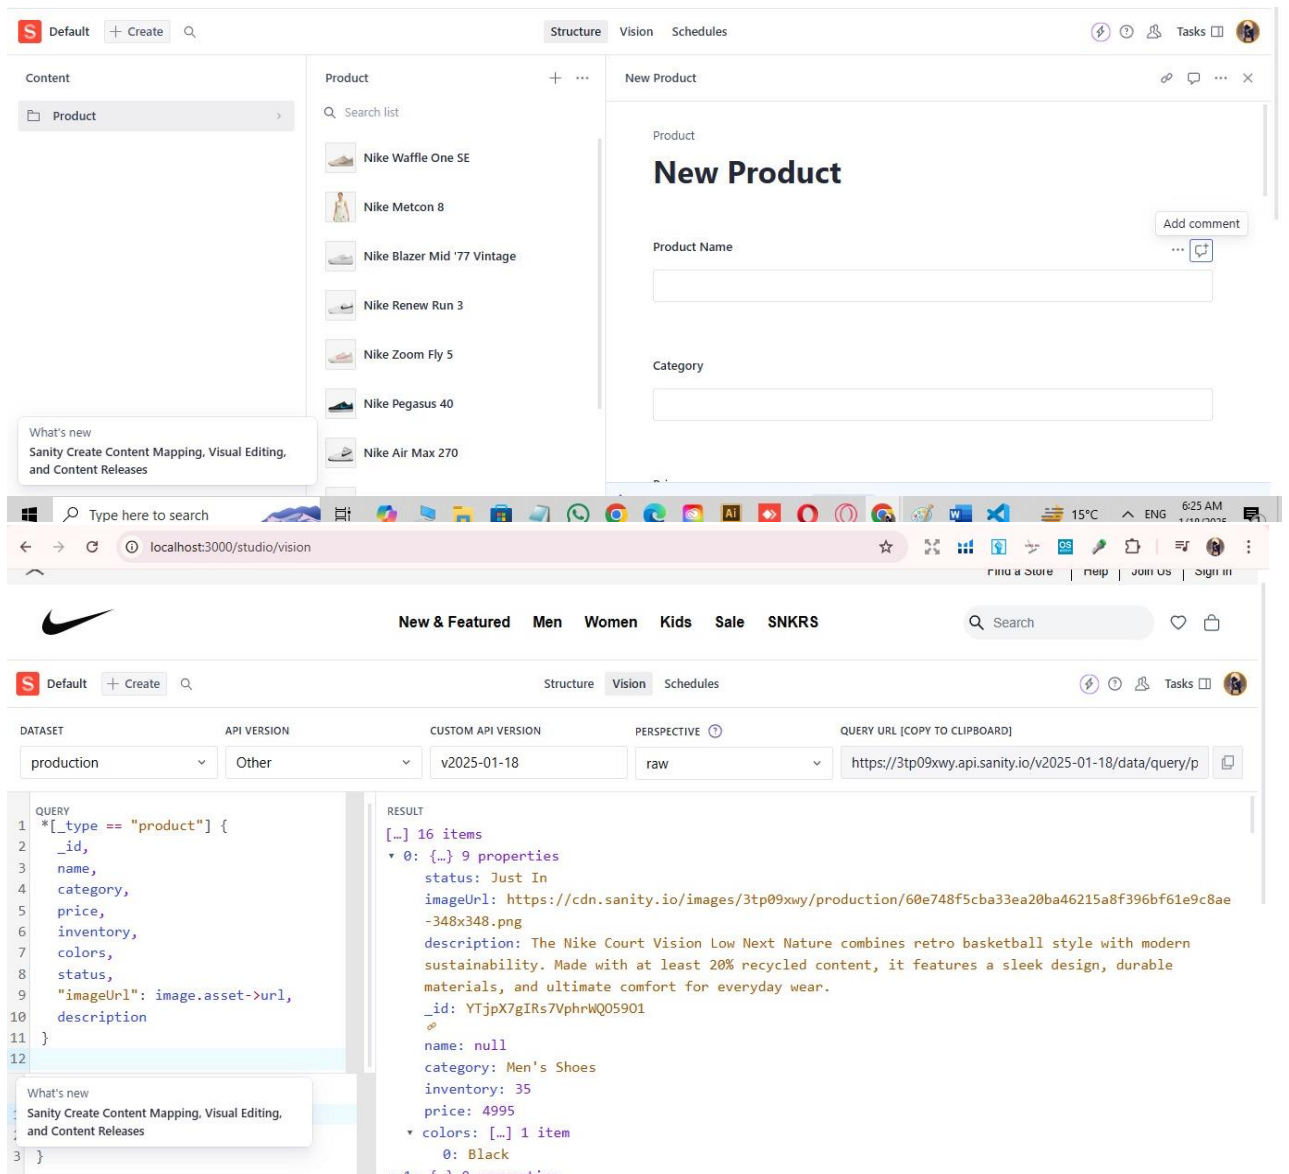 S Default + Create Structure Vision Schedules Tasks
Content Product New Product
Product
Search list
Nike Waffle One SE
Nike Metcon 8
Nike Blazer Mid '77 Vintage
Nike Renew Run 3
Nike Zoom Fly 5
Nike Pegasus 40
Nike Air Max 270
Product
New Product
Add comment
Product Name
Category
What's new
Sanity Create Content Mapping, Visual Editing,
and Content Releases
Type here to search Ai 15°C ENG 6:25 AM
localhost:3000/studio/vision
Find a Store Help Join Us Sign In
New & Featured Men Women Kids Sale SNKRS Search
S Default + Create Structure Vision Schedules Tasks
DATASET API VERSION CUSTOM API VERSION PERSPECTIVE QUERY URL [COPY TO CLIPBOARD]
production Other v2025-01-18 raw https://3tp09xwy.api.sanity.io/v2025-01-18/data/query/p
QUERY
1 *[_type == "product"] {
2 _id,
3 name,
4 category,
5 price,
6 inventory,
7 colors,
8 status,
9 "imageUrl": image.asset->url,
10 description
11 }
12
What's new
Sanity Create Content Mapping, Visual Editing,
and Content Releases
3 }
RESULT
[…] 16 items
0: {…} 9 properties
status: Just In
imageUrl: https://cdn.sanity.io/images/3tp09xwy/production/60e748f5cba33ea20ba46215a8f396bf61e9c8ae
-348x348.png
description: The Nike Court Vision Low Next Nature combines retro basketball style with modern
sustainability. Made with at least 20% recycled content, it features a sleek design, durable
materials, and ultimate comfort for everyday wear.
_id: YTjpX7gIRs7VphrWQO59O1
name: null
category: Men's Shoes
inventory: 35
price: 4995
colors: […] 1 item
0: Black